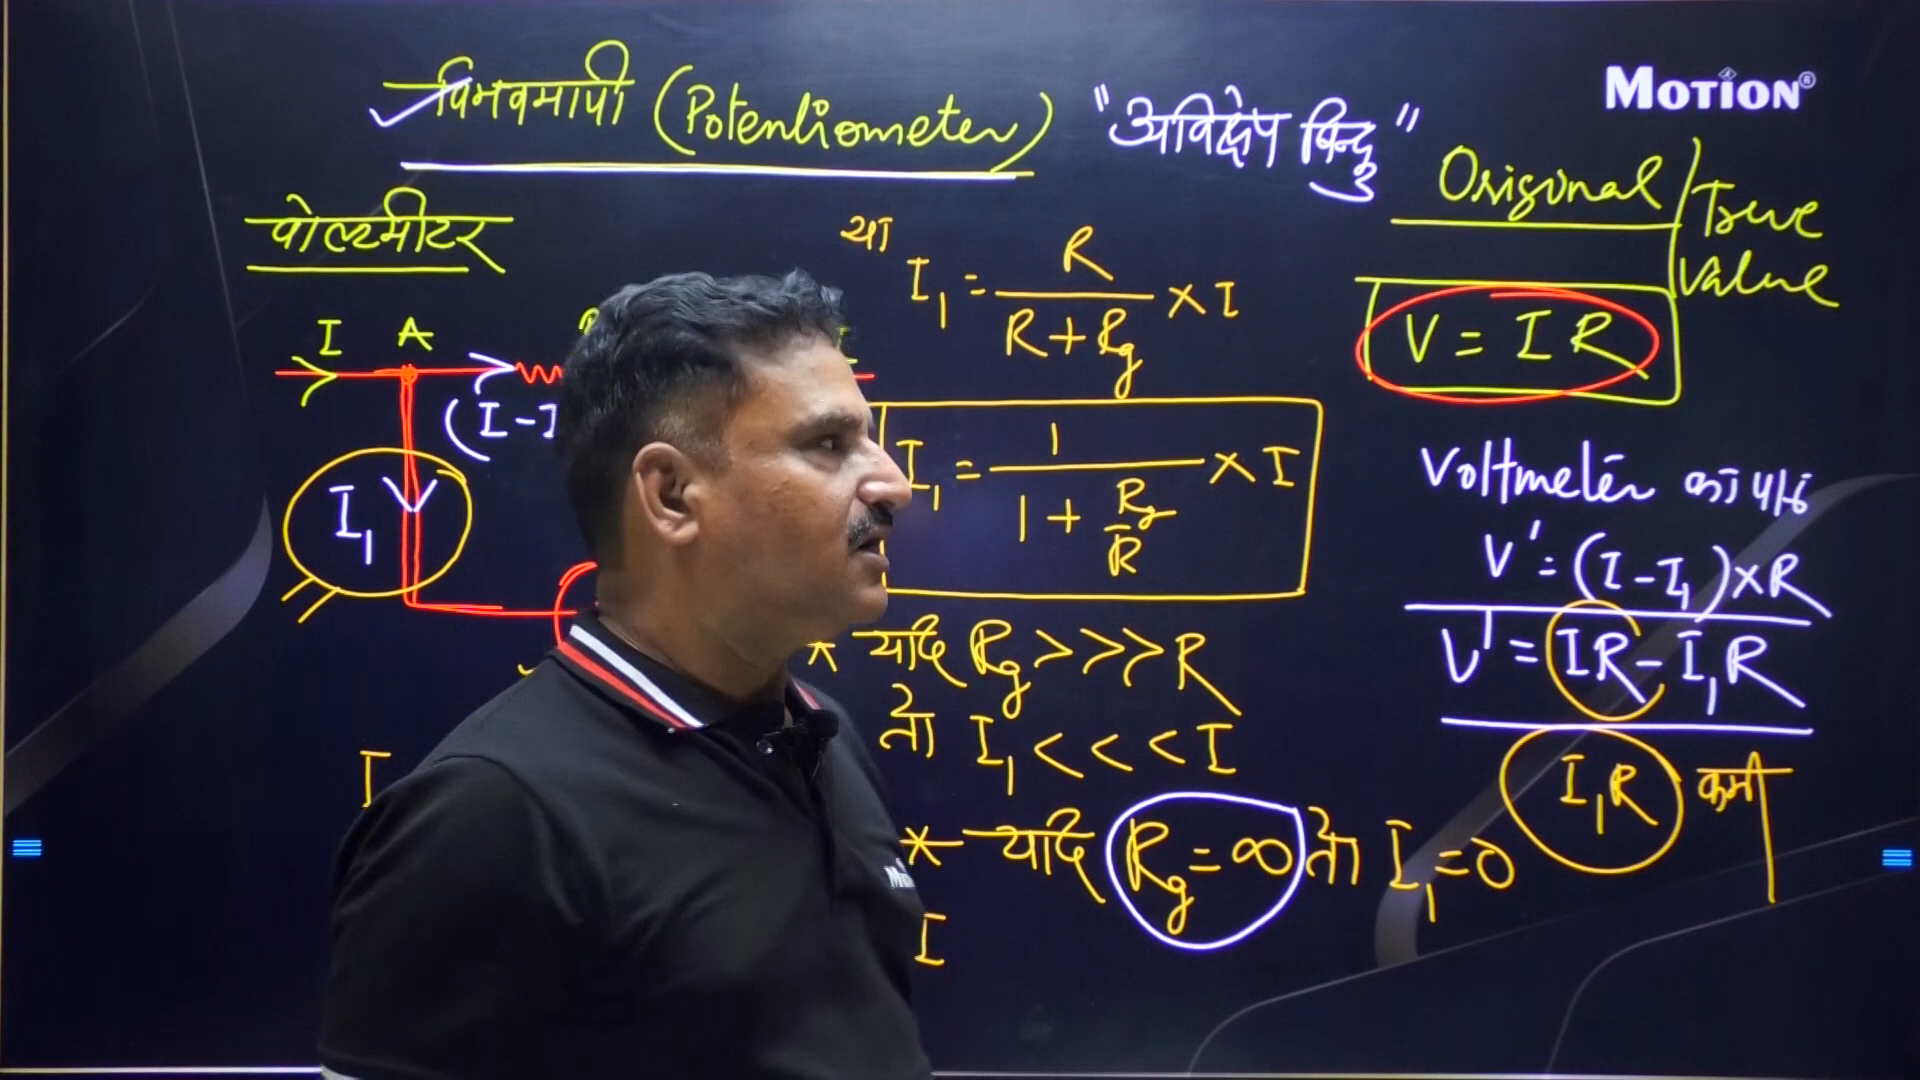 विभवमापी (Potentiometer) "अविक्षेप बिन्दु"
MOTION®
Original / True Value
वोल्टमीटर
I A
(I-I
I₁
या I₁ = R / (R + Rg) × I
I₁ = 1 / (1 + Rg/R) × I
V = I R
Voltmeter का पा
V' = (I - I₁) × R
V' = IR - I₁R
I₁R कम
* यदि Rg >>> R
तो I₁ < < < I
* यदि Rg = ∞ तो I₁ = 0
I
I